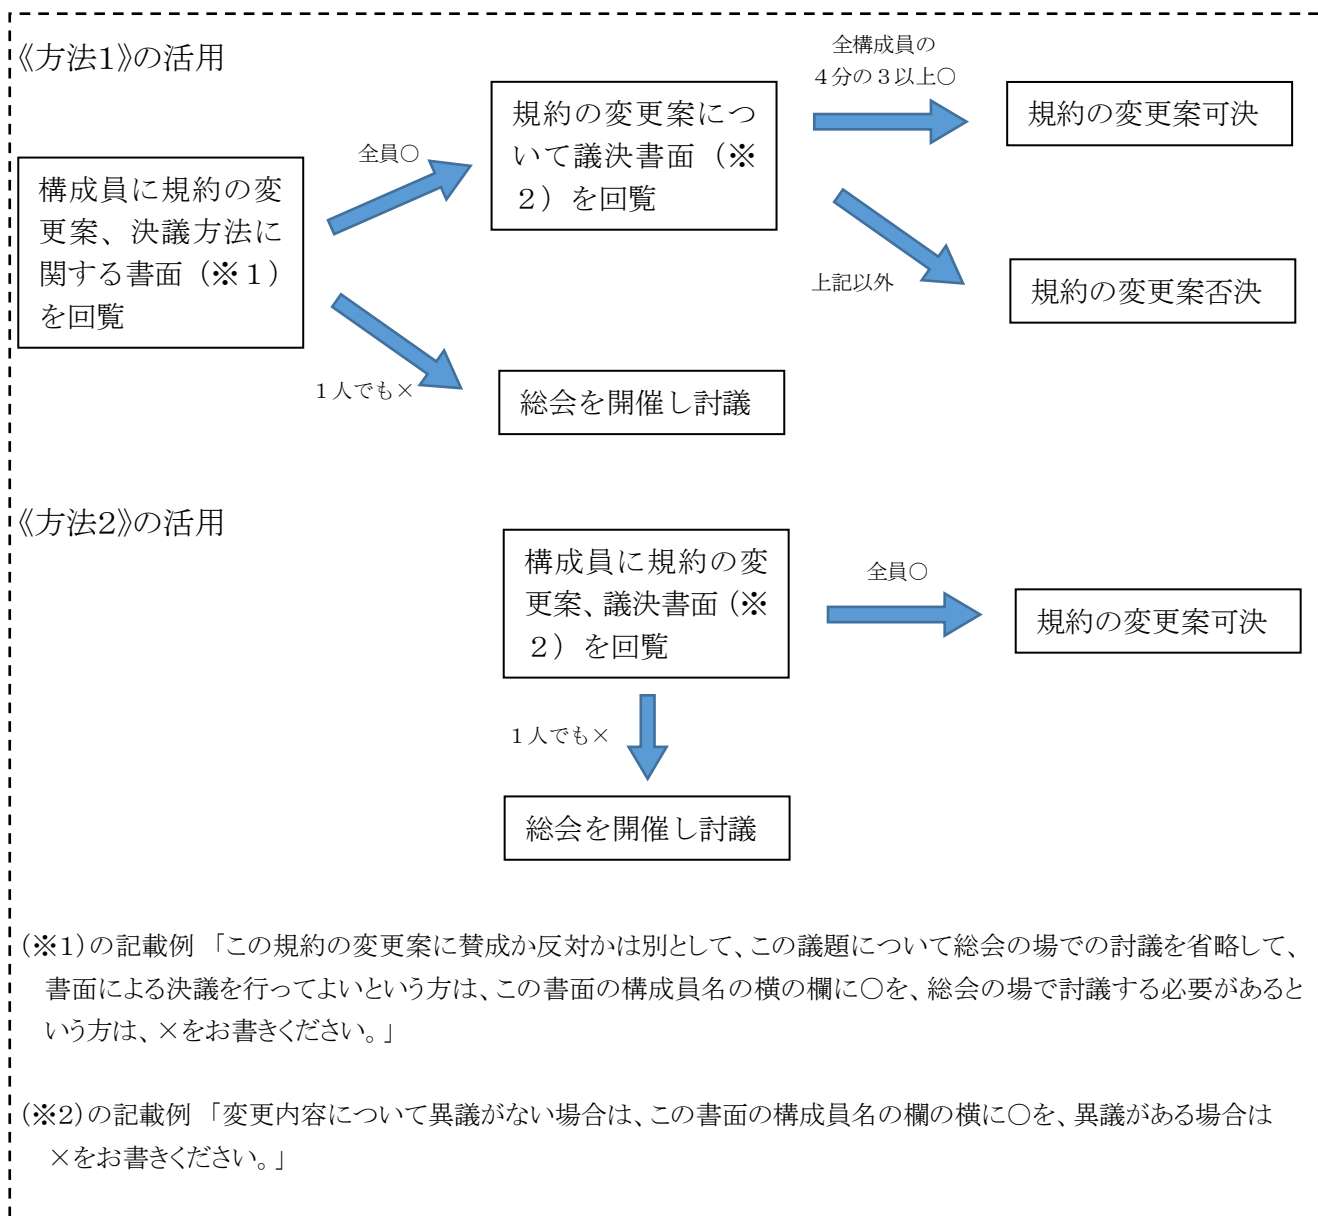 《方法1》の活用
構成員に規約の変
更案、決議方法に
関する書面（※１）
を回覧
全員○
１人でも×
規約の変更案につ
いて議決書面（※
２）を回覧
総会を開催し討議
全構成員の
４分の３以上○
上記以外
規約の変更案可決
規約の変更案否決
《方法2》の活用
構成員に規約の変
更案、議決書面（※
２）を回覧
全員○
規約の変更案可決
１人でも×
総会を開催し討議
（※1）の記載例 「この規約の変更案に賛成か反対かは別として、この議題について総会の場での討議を省略して、
書面による決議を行ってよいという方は、この書面の構成員名の横の欄に○を、総会の場で討議する必要があると
いう方は、×をお書きください。」
（※2）の記載例 「変更内容について異議がない場合は、この書面の構成員名の欄の横に○を、異議がある場合は
×をお書きください。」